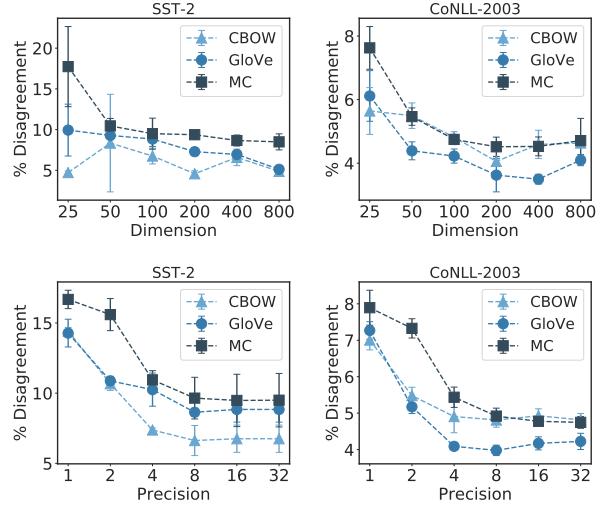 SST-2
% Disagreement
20
15
10
5
CBOW
GloVe
MC
25 50 100 200 400 800
Dimension
CoNLL-2003
% Disagreement
8
6
4
CBOW
GloVe
MC
25 50 100 200 400 800
Dimension
SST-2
% Disagreement
15
10
5
CBOW
GloVe
MC
1 2 4 8 16 32
Precision
CoNLL-2003
% Disagreement
8
7
6
5
4
CBOW
GloVe
MC
1 2 4 8 16 32
Precision